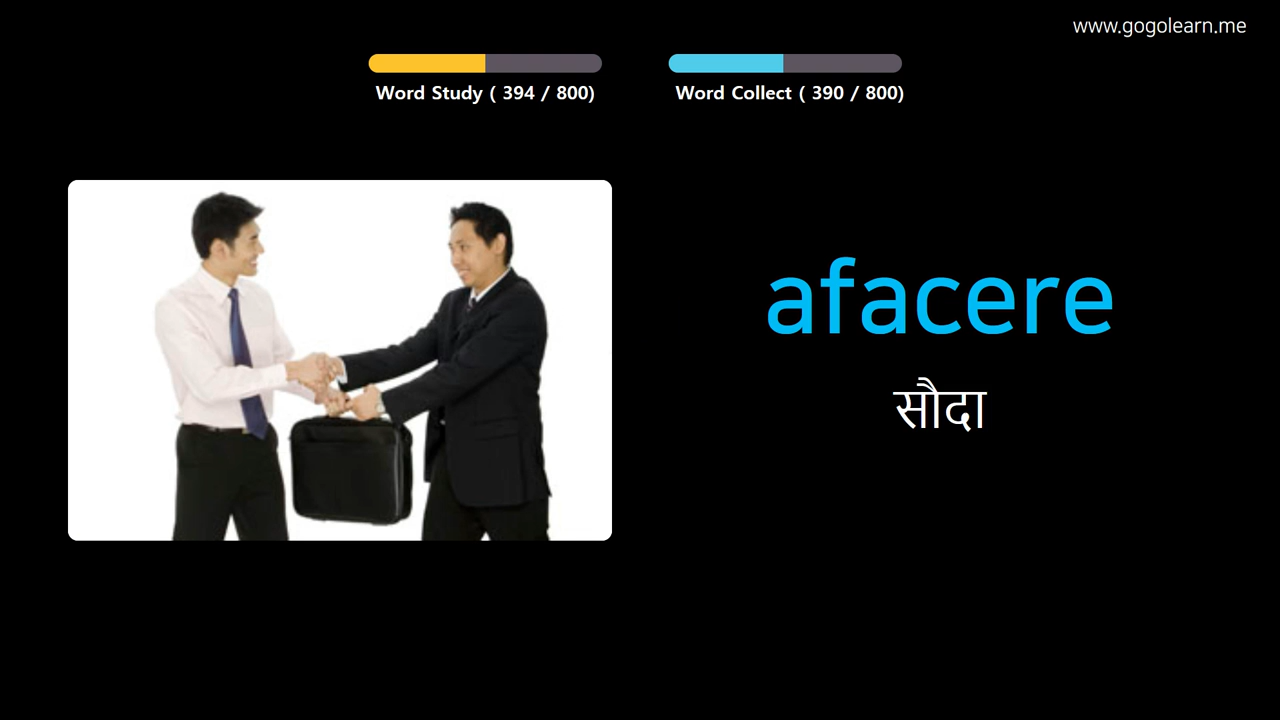 www.gogolearn.me
Word Study ( 394 / 800)
Word Collect ( 390 / 800)
afacere
सौदा